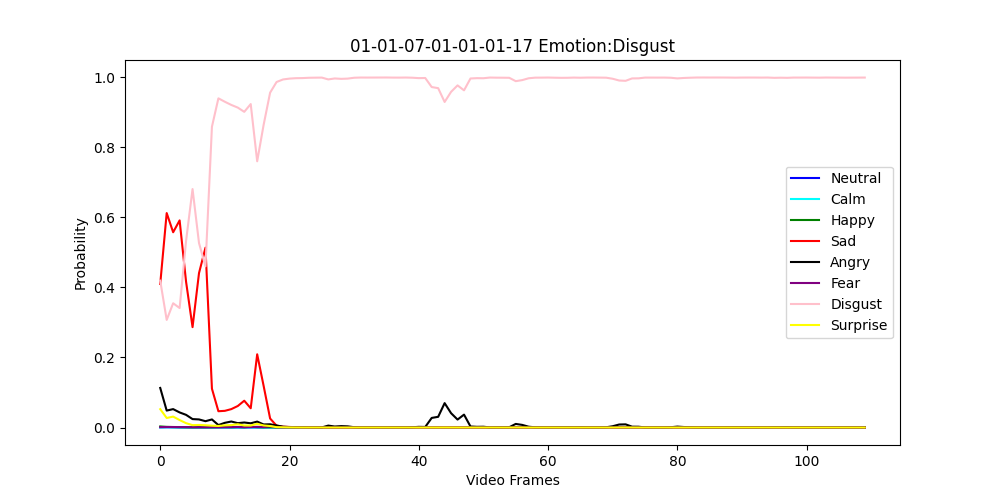 01-01-07-01-01-01-17 Emotion:Disgust
Probability
1.0
0.8
0.6
0.4
0.2
0.0
Neutral
Calm
Happy
Sad
Angry
Fear
Disgust
Surprise
0 20 40 60 80 100
Video Frames